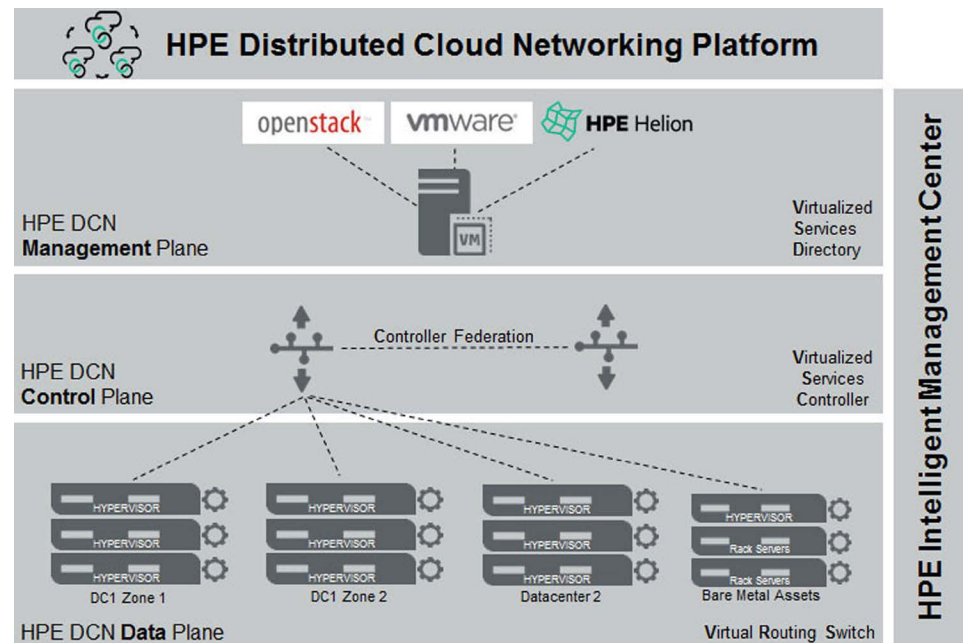 HPE Distributed Cloud Networking Platform
openstack™
vmware®
HPE Helion
VM
HPE DCN
Management Plane
Virtualized
Services
Directory
Controller Federation
HPE DCN
Control Plane
Virtualized
Services
Controller
HYPERVISOR
HYPERVISOR
HYPERVISOR
DC1 Zone 1
HYPERVISOR
HYPERVISOR
HYPERVISOR
DC1 Zone 2
HYPERVISOR
HYPERVISOR
HYPERVISOR
Datacenter 2
HYPERVISOR
Rack Servers
Rack Servers
Bare Metal Assets
HPE DCN Data Plane
Virtual Routing Switch
HPE Intelligent Management Center